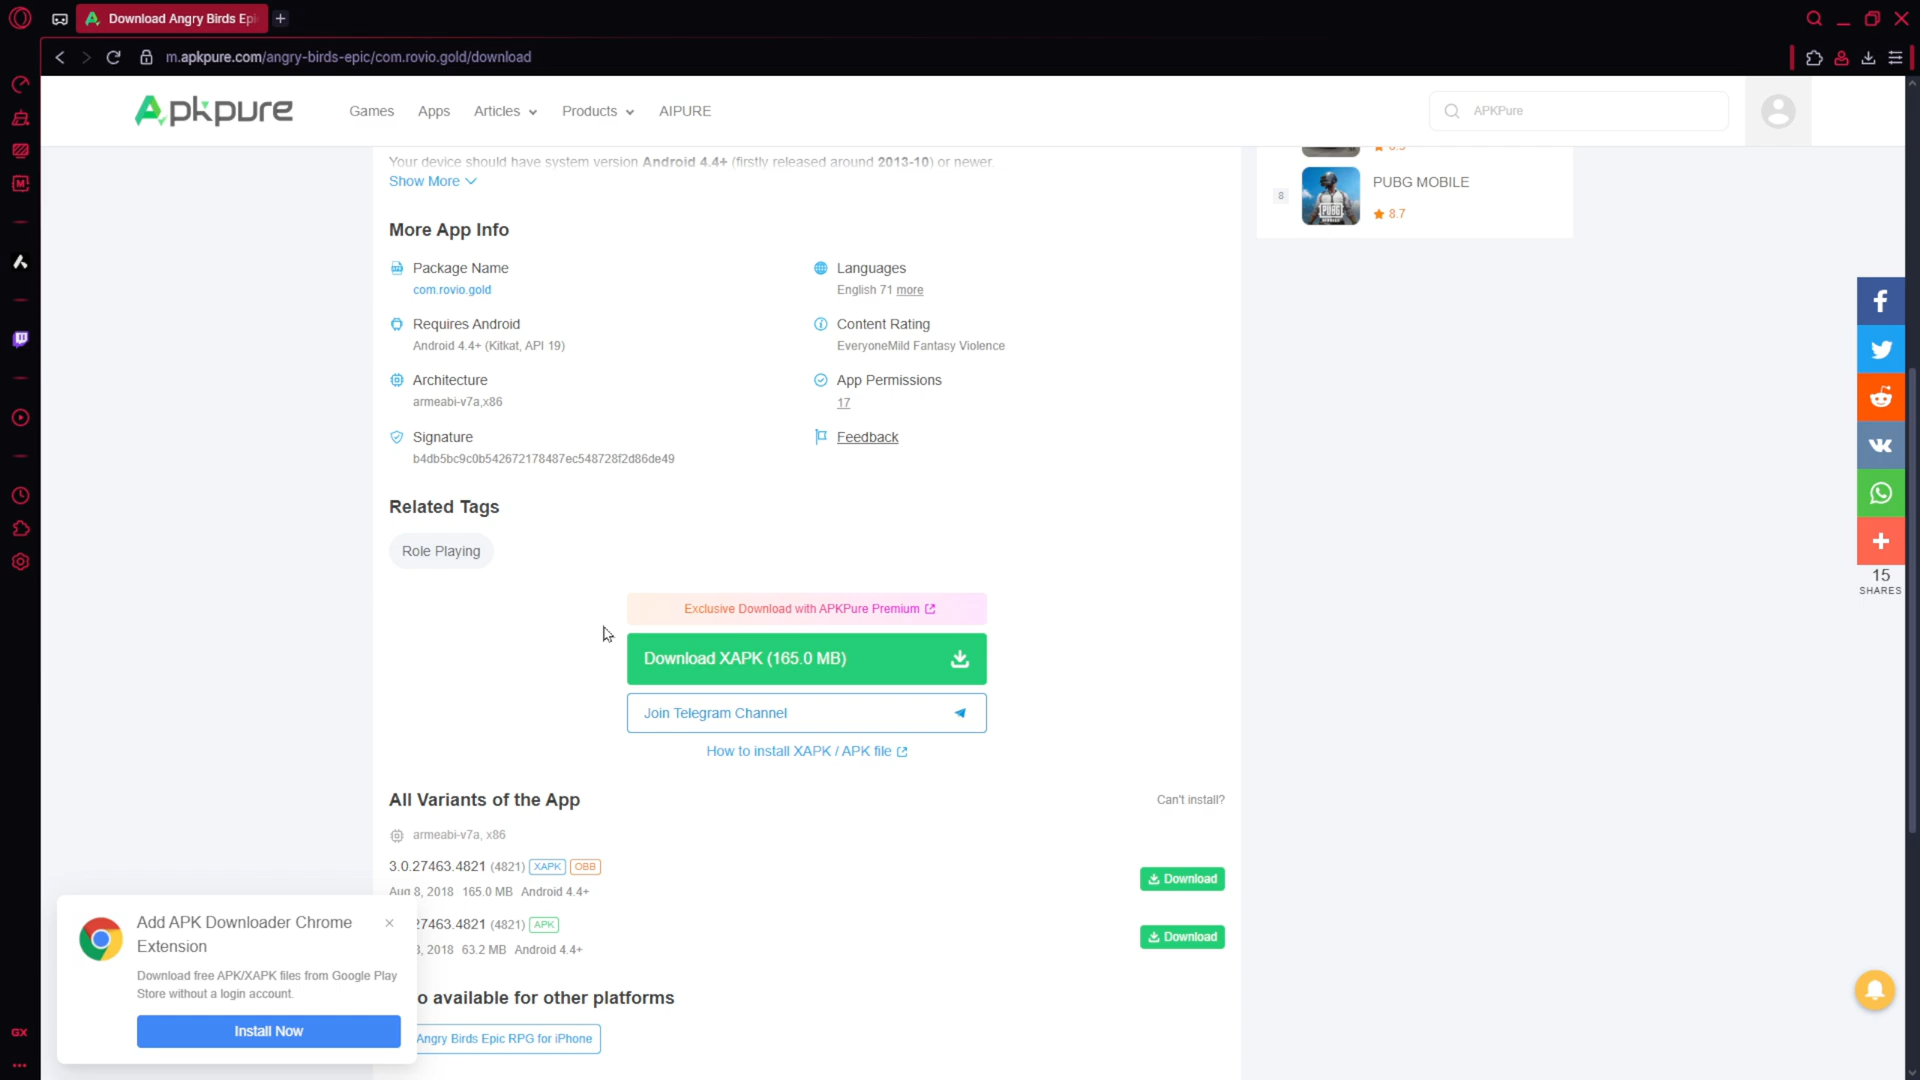 Download Angry Birds Epi
m.apkpure.com/angry-birds-epic/com.rovio.gold/download
Apkpure
Games
Apps
Articles
Products
AIPURE
APKPure
Your device should have system version Android 4.4+ (firstly released around 2013-10) or newer.
Show More
8
PUBG MOBILE
8.7
More App Info
Package Name
com.rovio.gold
Languages
English 71 more
Requires Android
Android 4.4+ (Kitkat, API 19)
Content Rating
EveryoneMild Fantasy Violence
Architecture
armeabi-v7a,x86
App Permissions
17
Signature
b4db5bc9c0b542672178487ec548728f2d86de49
Feedback
Related Tags
Role Playing
Exclusive Download with APKPure Premium
Download XAPK (165.0 MB)
Join Telegram Channel
How to install XAPK / APK file
15
SHARES
All Variants of the App
Can't install?
armeabi-v7a, x86
3.0.27463.4821 (4821) XAPK OBB
Aug 8, 2018 165.0 MB Android 4.4+
Download
27463.4821 (4821) APK
, 2018 63.2 MB Android 4.4+
Download
o available for other platforms
Angry Birds Epic RPG for iPhone
Add APK Downloader Chrome
Extension
Download free APK/XAPK files from Google Play
Store without a login account.
Install Now
GX